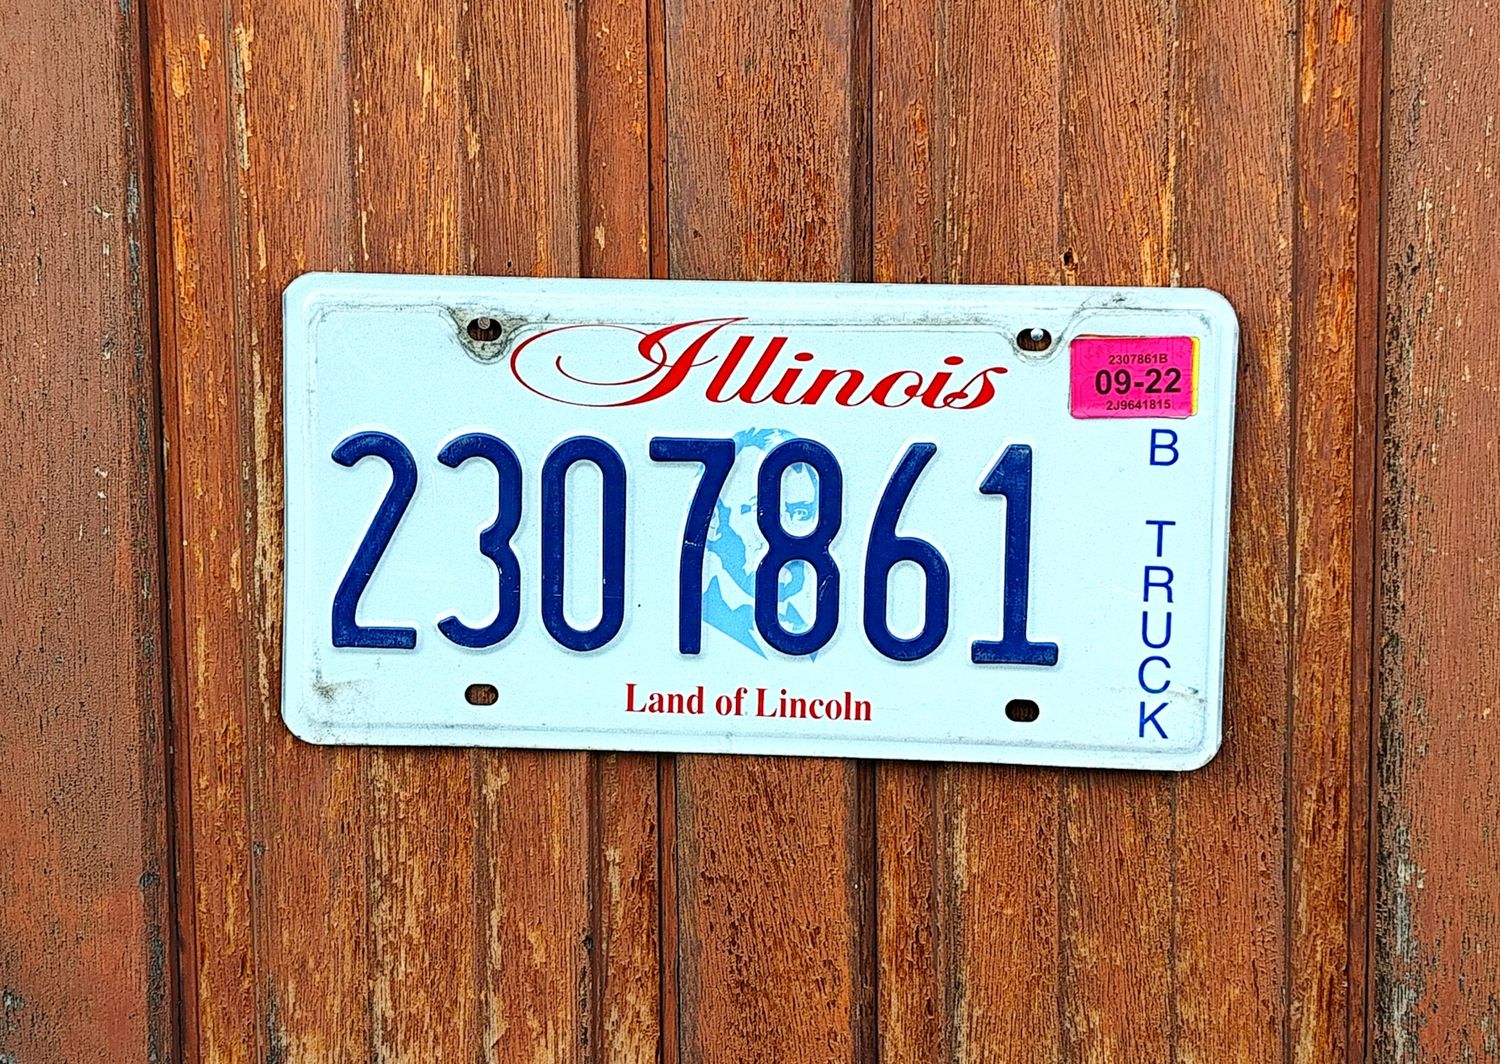 Illinois
2307861B
09-22
2J9641815
2307861
B TRUCK
Land of Lincoln